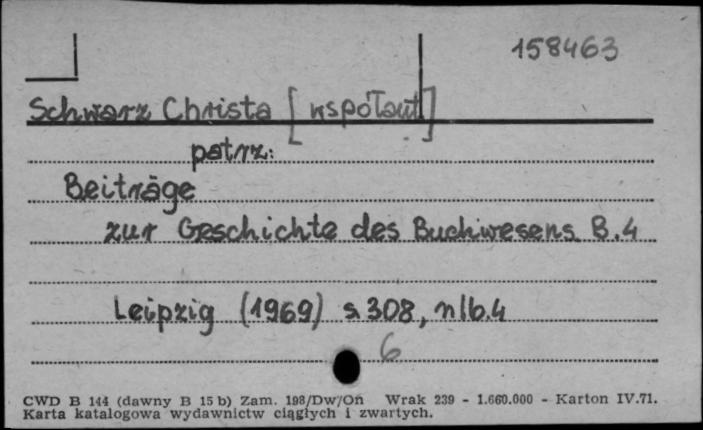 158463
Schwarz Christa [współaut]
patrz:
Beiträge
zur Geschichte des Buchwesens B.4
Leipzig (1969) s. 308, nlb. 4
6
CWD B 144 (dawny B 15 b) Zam. 198/Dw/On Wrak 239 - 1.660.000 - Karton IV.71.
Karta katalogowa wydawnictw ciągłych i zwartych.